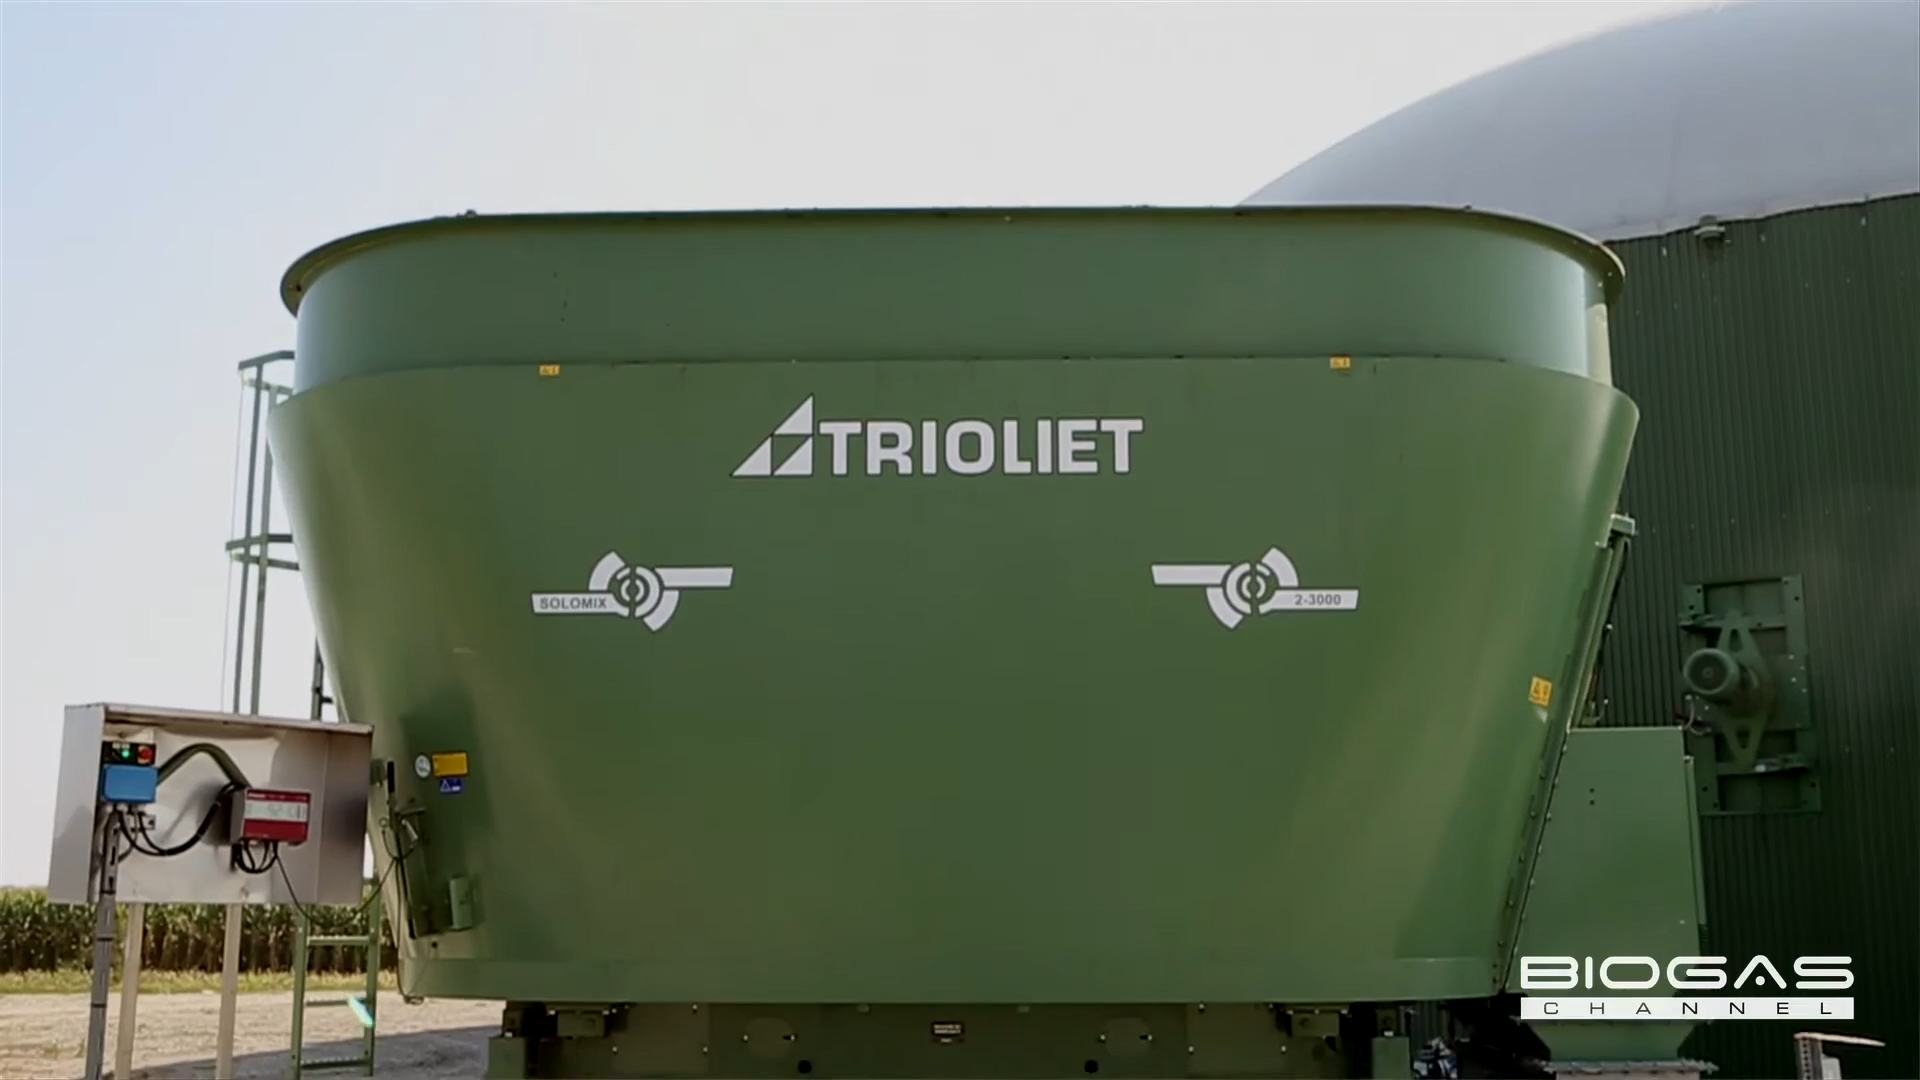 TRIOLIET
SOLOMIX
2-3000
BIOGAS
CHANNEL